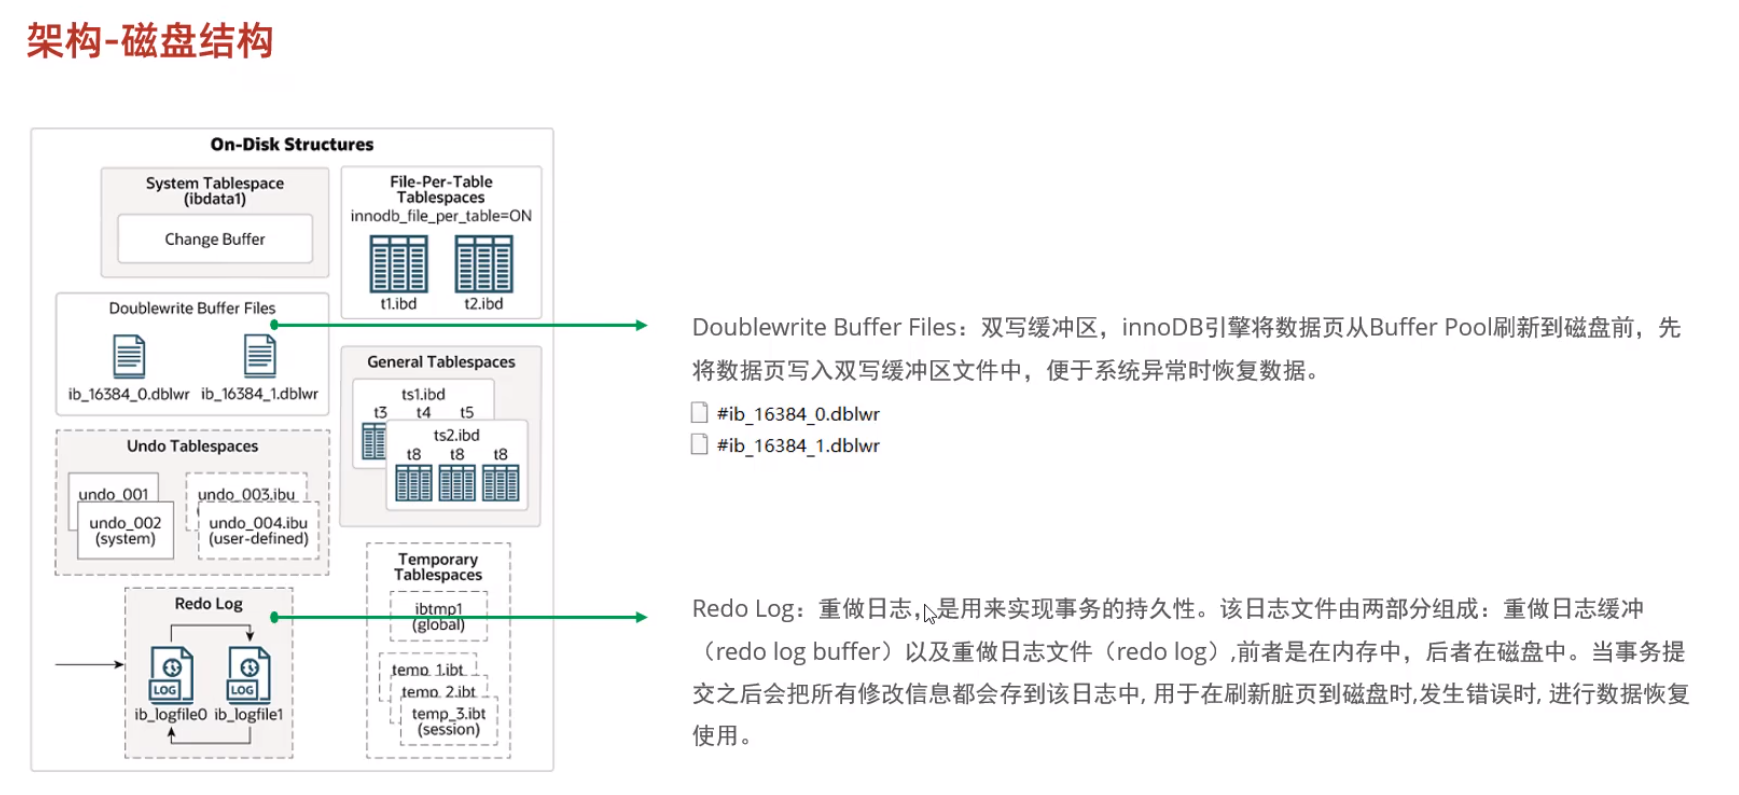 架构-磁盘结构
On-Disk Structures
System Tablespace
(ibdata1)
Change Buffer
File-Per-Table
Tablespaces
innodb_file_per_table=ON
t1.ibd
t2.ibd
Doublewrite Buffer Files
ib_16384_0.dblwr
ib_16384_1.dblwr
General Tablespaces
ts1.ibd
t3
t4
t5
ts2.ibd
t8
t8
t8
Undo Tablespaces
undo_001
undo_002
(system)
undo_003.ibu
undo_004.ibu
(user-defined)
Temporary
Tablespaces
ibtmp1
(global)
temp_1.ibt
temp_2.ibt
temp_3.ibt
(session)
Redo Log
LOG
LOG
ib_logfile0
ib_logfile1
Doublewrite Buffer Files：双写缓冲区，innoDB引擎将数据页从Buffer Pool刷新到磁盘前，先
将数据页写入双写缓冲区文件中，便于系统异常时恢复数据。
#ib_16384_0.dblwr
#ib_16384_1.dblwr
Redo Log：重做日志，是用来实现事务的持久性。该日志文件由两部分组成：重做日志缓冲
（redo log buffer）以及重做日志文件（redo log）,前者是在内存中，后者在磁盘中。当事务提
交之后会把所有修改信息都会存到该日志中, 用于在刷新脏页到磁盘时,发生错误时, 进行数据恢复
使用。